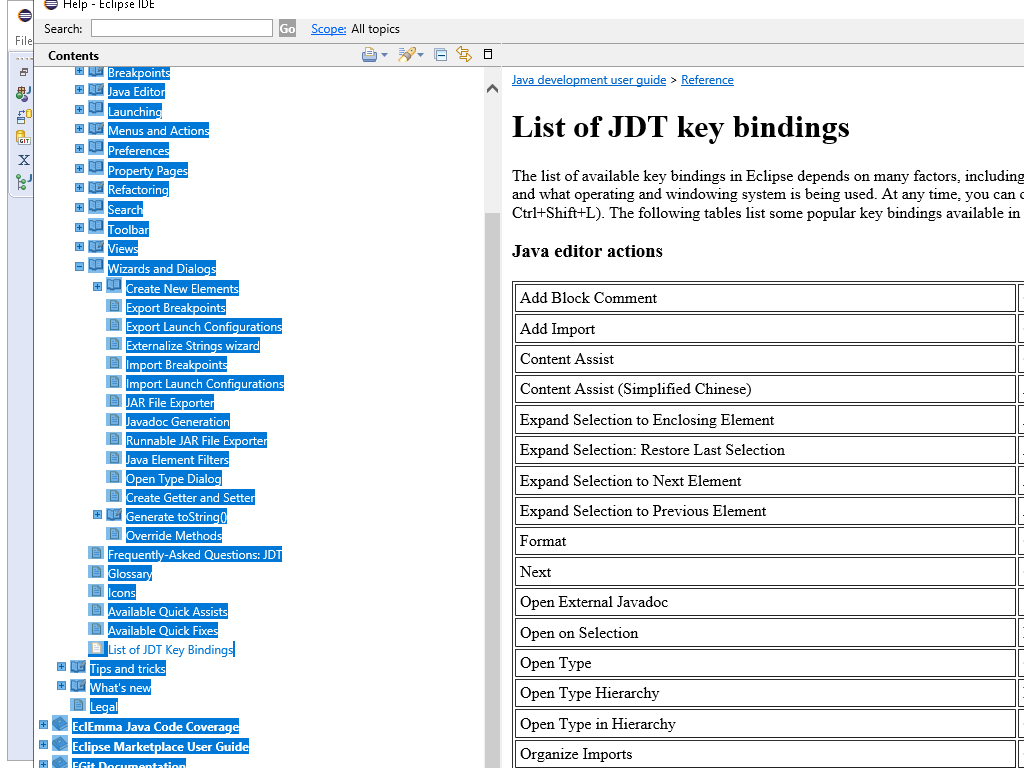 Help - Eclipse IDE
File
Search:
Go
Scope:
All topics
Contents
Breakpoints
Java Editor
Launching
Menus and Actions
Preferences
Property Pages
Refactoring
Search
Toolbar
Views
Wizards and Dialogs
Create New Elements
Export Breakpoints
Export Launch Configurations
Externalize Strings wizard
Import Breakpoints
Import Launch Configurations
JAR File Exporter
Javadoc Generation
Runnable JAR File Exporter
Java Element Filters
Open Type Dialog
Create Getter and Setter
Generate toString()
Override Methods
Frequently-Asked Questions: JDT
Glossary
Icons
Available Quick Assists
Available Quick Fixes
List of JDT Key Bindings
Tips and tricks
What's new
Legal
EclEmma Java Code Coverage
Eclipse Marketplace User Guide
EGit Documentation
Java development user guide > Reference
List of JDT key bindings
The list of available key bindings in Eclipse depends on many factors, including
and what operating and windowing system is being used. At any time, you can
Ctrl+Shift+L). The following tables list some popular key bindings available in
Java editor actions
Add Block Comment
Add Import
Content Assist
Content Assist (Simplified Chinese)
Expand Selection to Enclosing Element
Expand Selection: Restore Last Selection
Expand Selection to Next Element
Expand Selection to Previous Element
Format
Next
Open External Javadoc
Open on Selection
Open Type
Open Type Hierarchy
Open Type in Hierarchy
Organize Imports